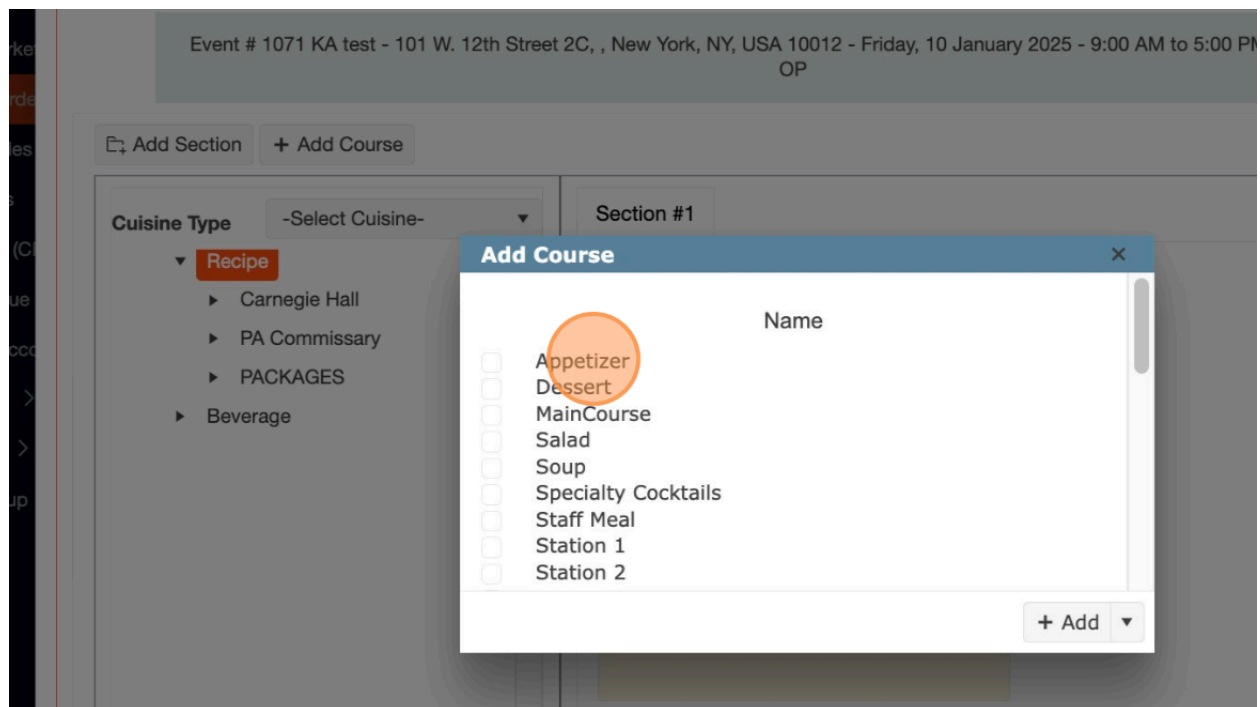 Event # 1071 KA test - 101 W. 12th Street 2C, , New York, NY, USA 10012 - Friday, 10 January 2025 - 9:00 AM to 5:00 PM
OP
Add Section + Add Course
Cuisine Type -Select Cuisine-
Section #1
Recipe
Carnegie Hall
PA Commissary
PACKAGES
Beverage
Add Course
Name
Appetizer
Dessert
MainCourse
Salad
Soup
Specialty Cocktails
Staff Meal
Station 1
Station 2
+ Add